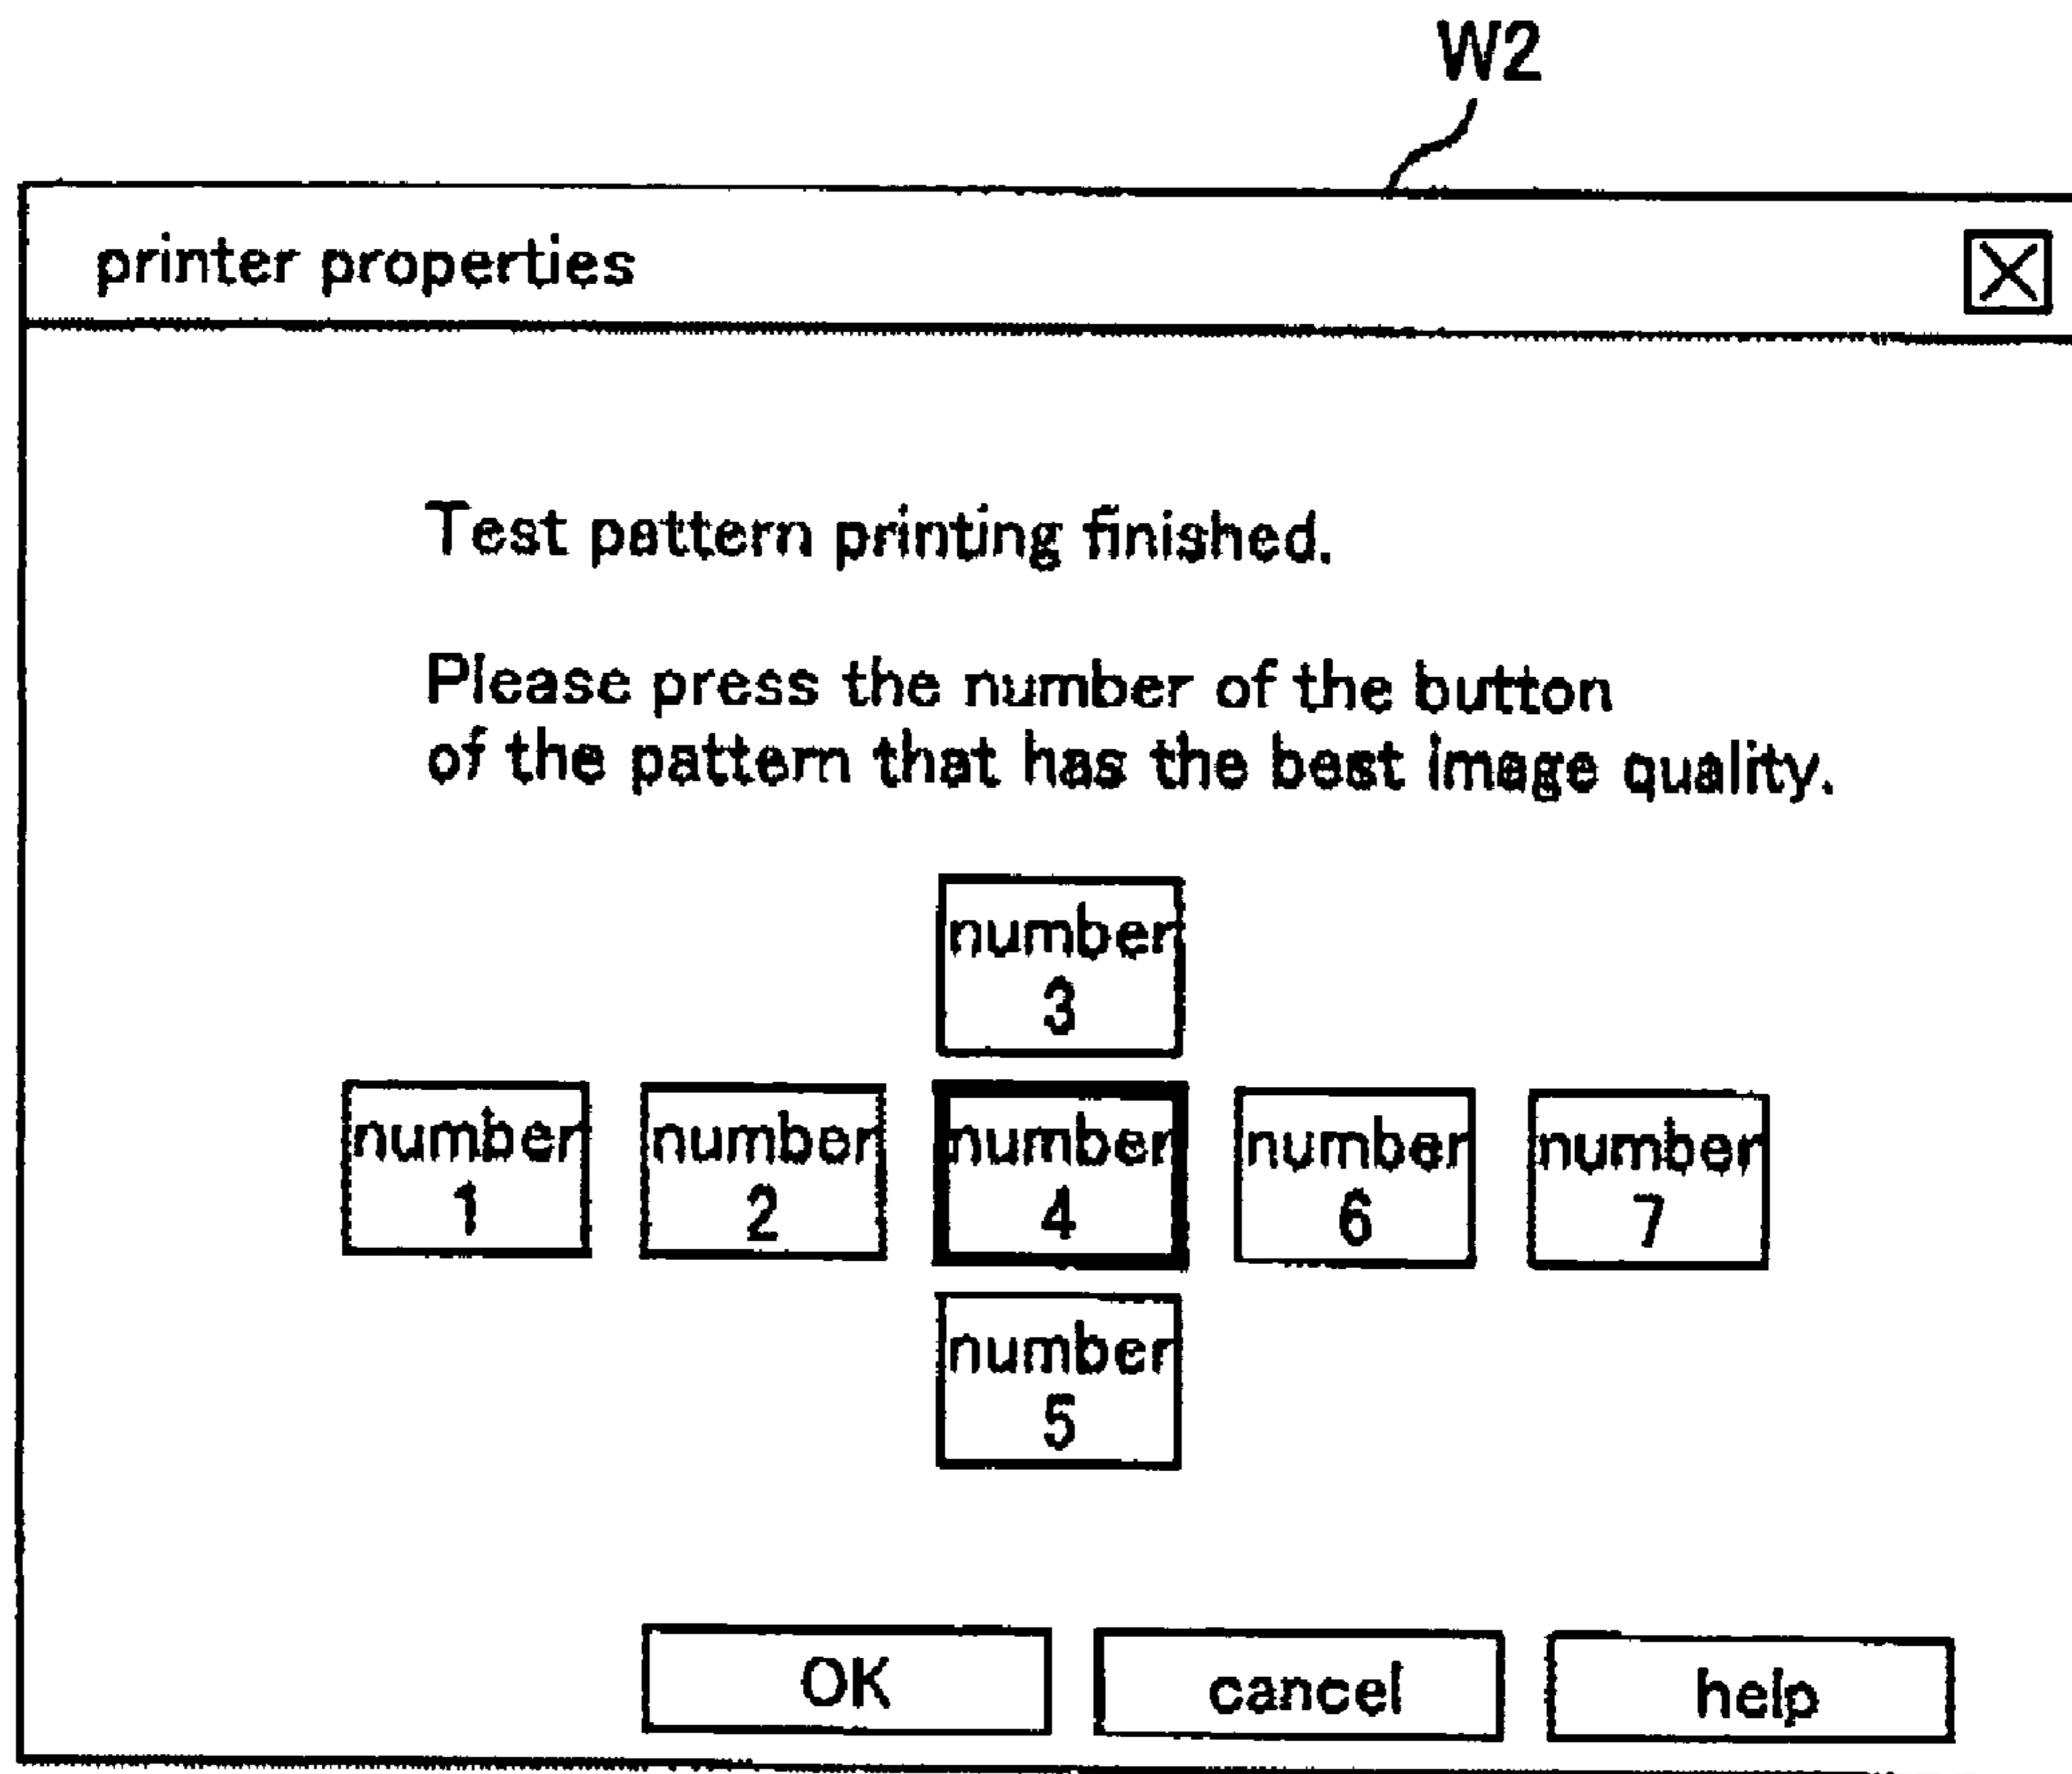 W2
printer properties
Test pattern printing finished.
Please press the number of the button
of the pattern that has the best image quality.
number
3
number
1
number
2
number
4
number
6
number
7
number
5
OK
cancel
help